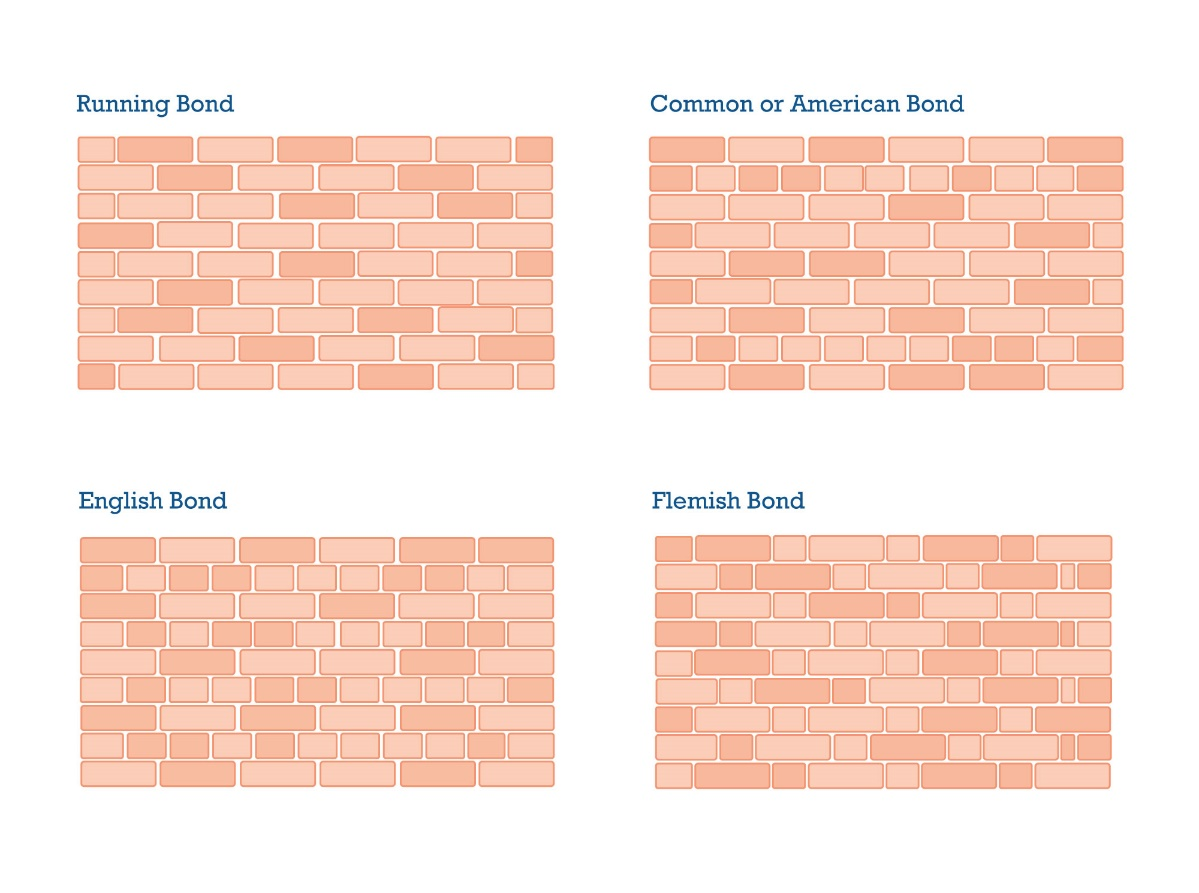 Running Bond
Common or American Bond
English Bond
Flemish Bond